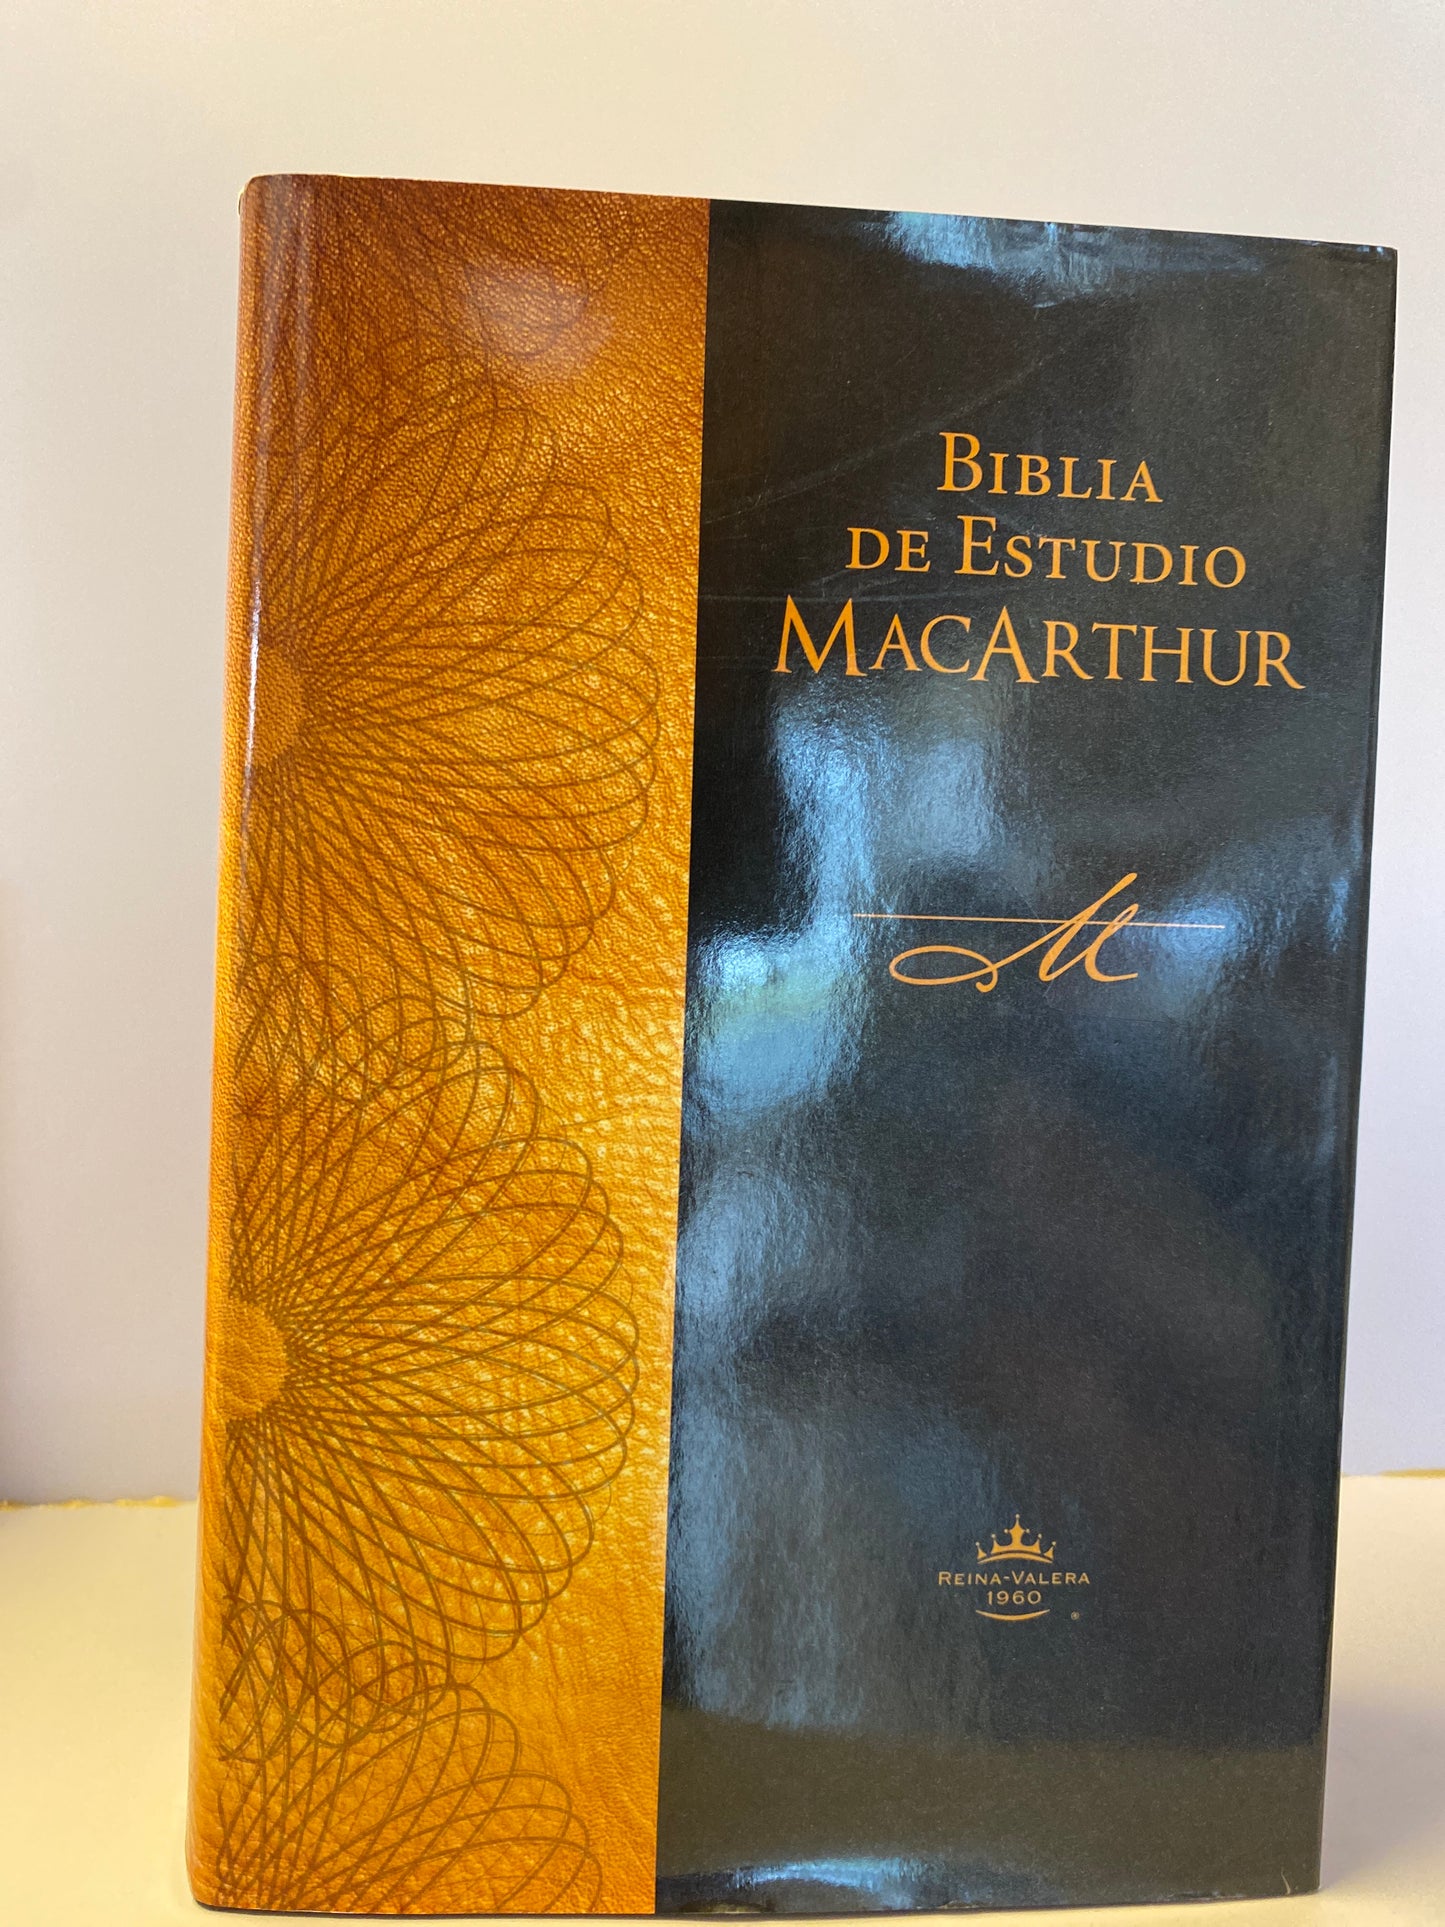 BIBLIA
DE ESTUDIO
MACARTHUR
M
REINA-VALERA
1960
®